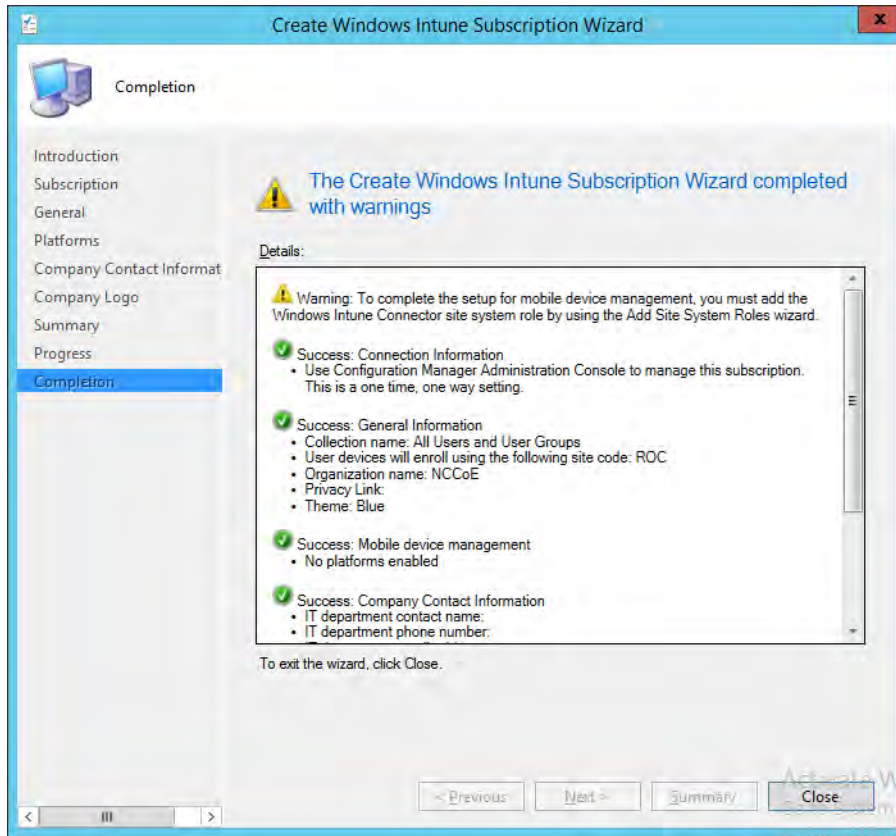 Create Windows Intune Subscription Wizard
x
Completion
Introduction
Subscription
General
Platforms
Company Contact Informat
Company Logo
Summary
Progress
Completion
The Create Windows Intune Subscription Wizard completed
with warnings
Details:
Warning: To complete the setup for mobile device management, you must add the
Windows Intune Connector site system role by using the Add Site System Roles wizard.
Success: Connection Information
• Use Configuration Manager Administration Console to manage this subscription.
This is a one time, one way setting.
Success: General Information
• Collection name: All Users and User Groups
• User devices will enroll using the following site code: ROC
• Organization name: NCCoE
• Privacy Link:
• Theme: Blue
Success: Mobile device management
• No platforms enabled
Success: Company Contact Information
• IT department contact name:
• IT department phone number:
To exit the wizard, click Close.
< Previous
Next >
Summary
Close